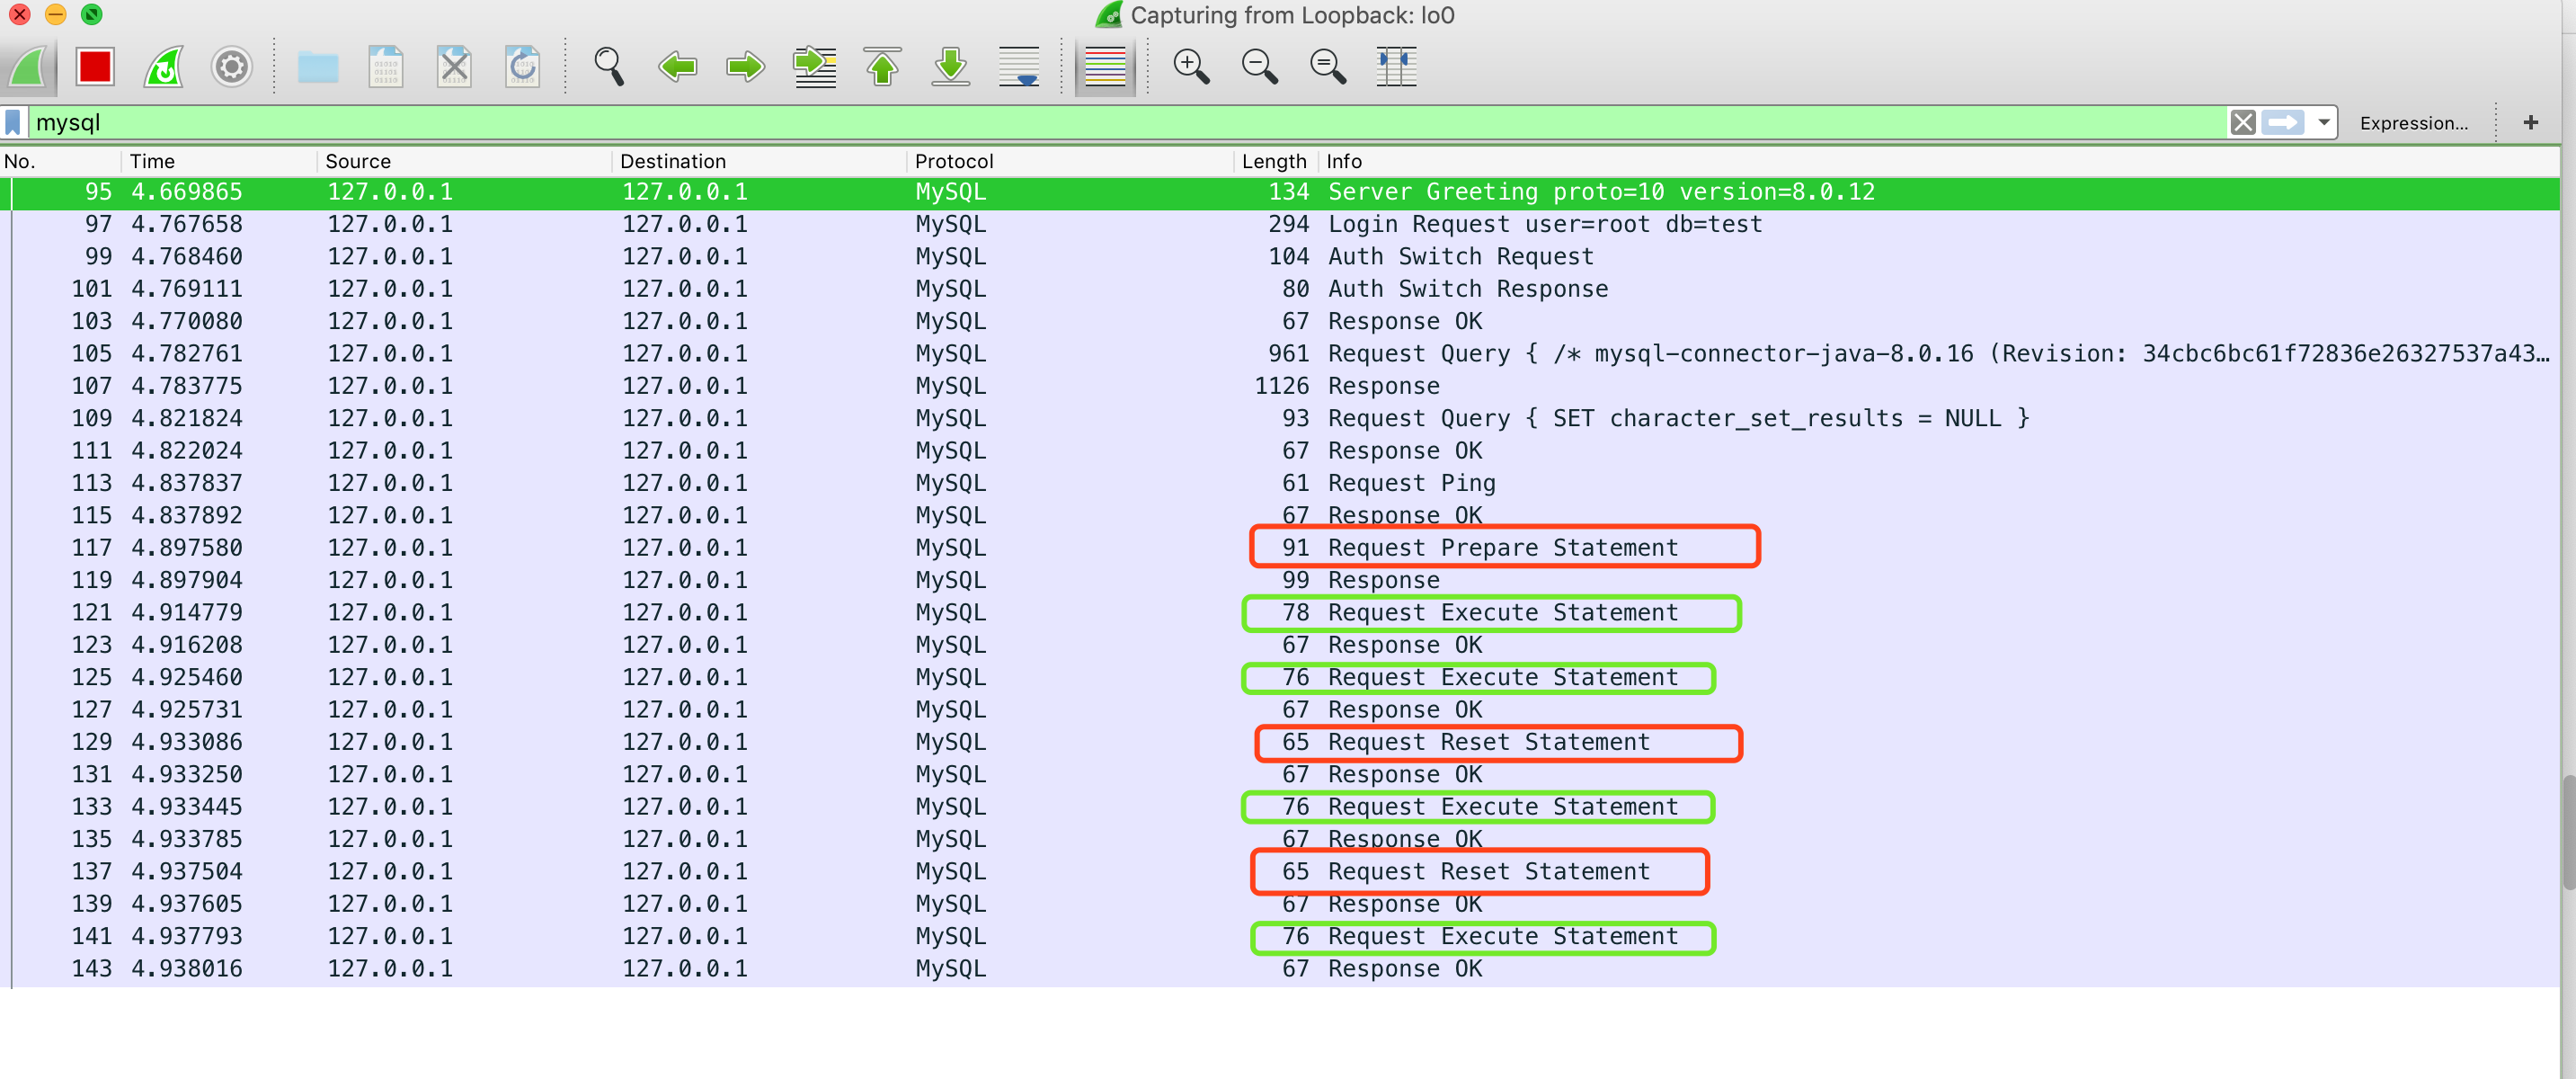 Capturing from Loopback: lo0
mysql
Expression... +
No. Time Source Destination Protocol Length Info
95 4.669865 127.0.0.1 127.0.0.1 MySQL 134 Server Greeting proto=10 version=8.0.12
97 4.767658 127.0.0.1 127.0.0.1 MySQL 294 Login Request user=root db=test
99 4.768460 127.0.0.1 127.0.0.1 MySQL 104 Auth Switch Request
101 4.769111 127.0.0.1 127.0.0.1 MySQL 80 Auth Switch Response
103 4.770080 127.0.0.1 127.0.0.1 MySQL 67 Response OK
105 4.782761 127.0.0.1 127.0.0.1 MySQL 961 Request Query { /* mysql-connector-java-8.0.16 (Revision: 34cbc6bc61f72836e26327537a43…
107 4.783775 127.0.0.1 127.0.0.1 MySQL 1126 Response
109 4.821824 127.0.0.1 127.0.0.1 MySQL 93 Request Query { SET character_set_results = NULL }
111 4.822024 127.0.0.1 127.0.0.1 MySQL 67 Response OK
113 4.837837 127.0.0.1 127.0.0.1 MySQL 61 Request Ping
115 4.837892 127.0.0.1 127.0.0.1 MySQL 67 Response OK
117 4.897580 127.0.0.1 127.0.0.1 MySQL 91 Request Prepare Statement
119 4.897904 127.0.0.1 127.0.0.1 MySQL 99 Response
121 4.914779 127.0.0.1 127.0.0.1 MySQL 78 Request Execute Statement
123 4.916208 127.0.0.1 127.0.0.1 MySQL 67 Response OK
125 4.925460 127.0.0.1 127.0.0.1 MySQL 76 Request Execute Statement
127 4.925731 127.0.0.1 127.0.0.1 MySQL 67 Response OK
129 4.933086 127.0.0.1 127.0.0.1 MySQL 65 Request Reset Statement
131 4.933250 127.0.0.1 127.0.0.1 MySQL 67 Response OK
133 4.933445 127.0.0.1 127.0.0.1 MySQL 76 Request Execute Statement
135 4.933785 127.0.0.1 127.0.0.1 MySQL 67 Response OK
137 4.937504 127.0.0.1 127.0.0.1 MySQL 65 Request Reset Statement
139 4.937605 127.0.0.1 127.0.0.1 MySQL 67 Response OK
141 4.937793 127.0.0.1 127.0.0.1 MySQL 76 Request Execute Statement
143 4.938016 127.0.0.1 127.0.0.1 MySQL 67 Response OK